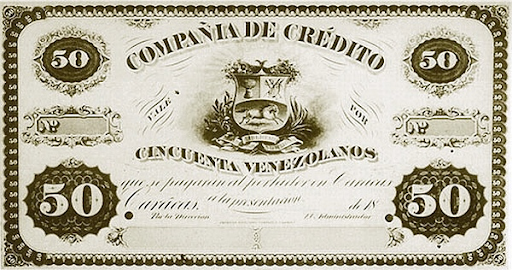 COMPAÑIA DE CRÉDITO
50 50
VALE POR
Nº Nº
CINCUENTA VENEZOLANOS
que se pagarán al portador en Caracas
50 50
a la presentacion.
Carácas, de 18
Por la Direccion El Administrador